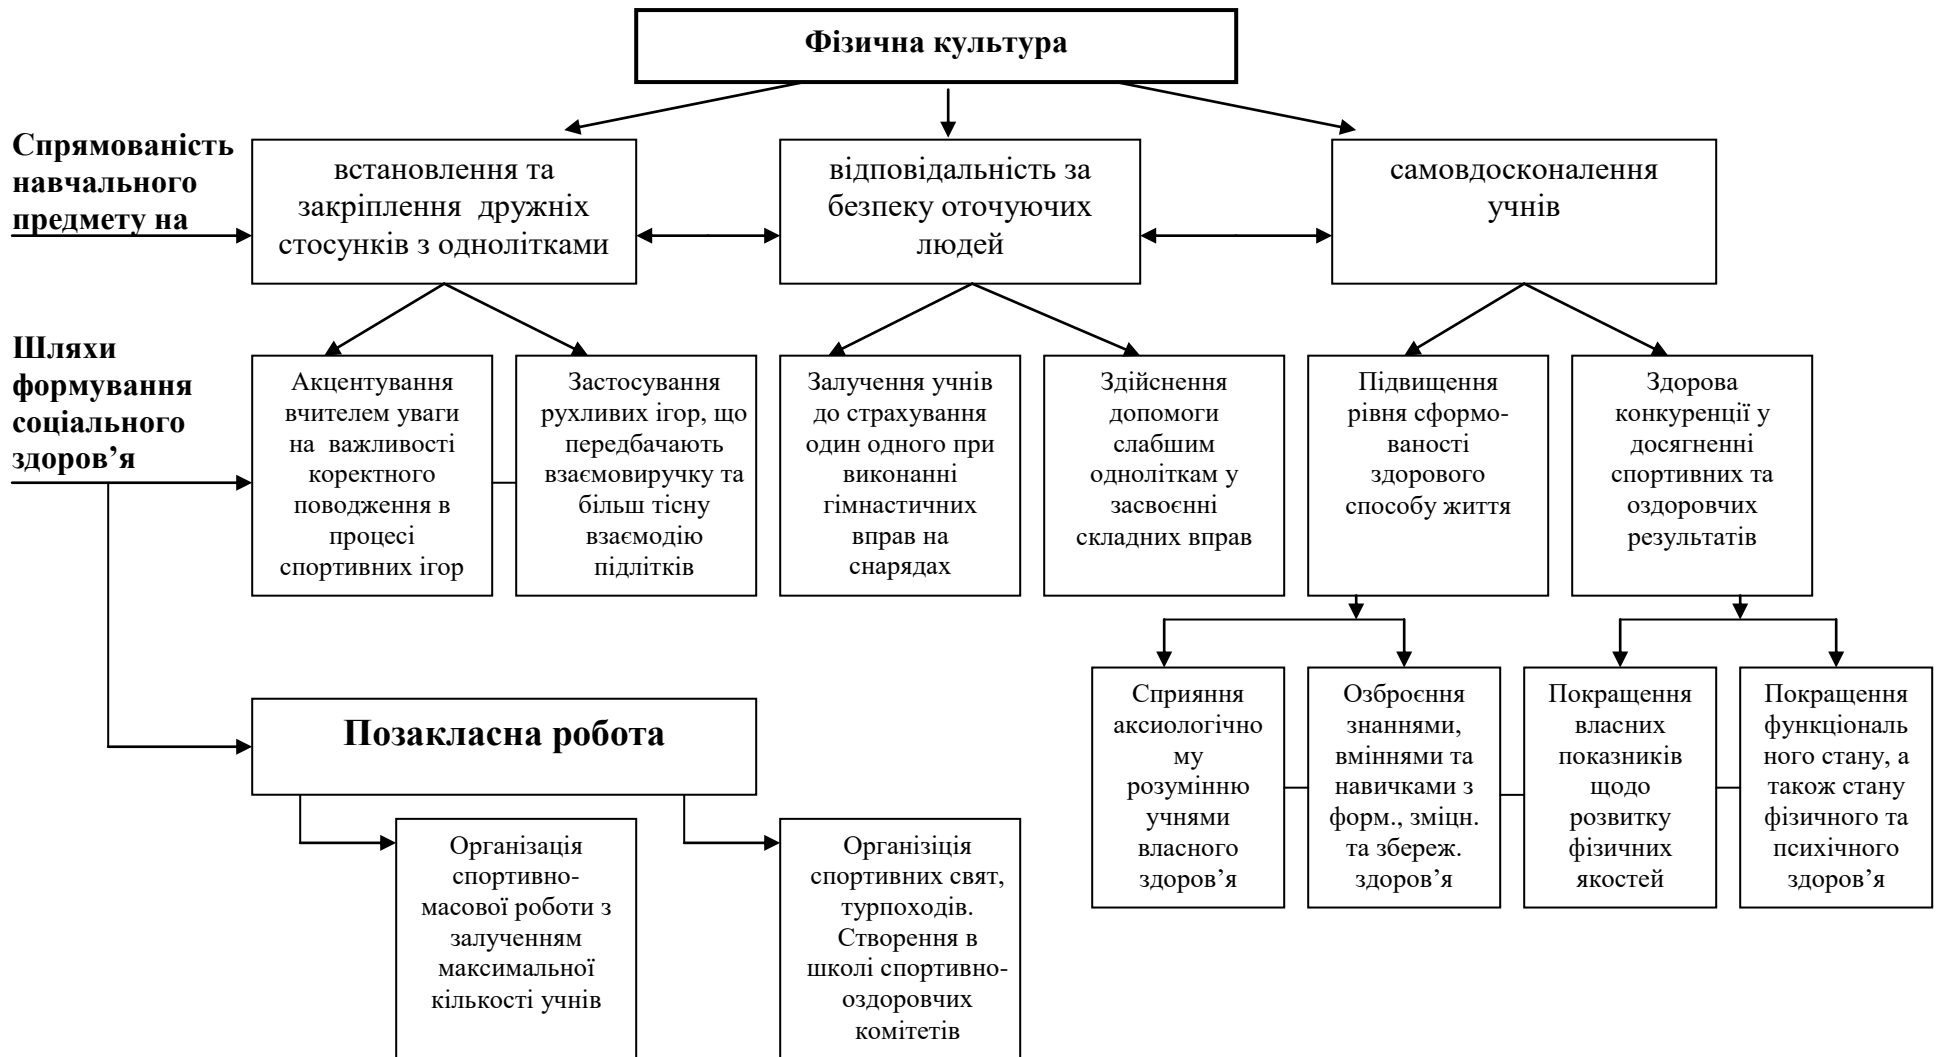 Фізична культура
Спрямованість
навчального
предмету на
встановлення та
закріплення дружніх
стосунків з однолітками
відповідальність за
безпеку оточуючих
людей
самовдосконалення
учнів
Шляхи
формування
соціального
здоров’я
Акцентування
вчителем уваги
на важливості
коректного
поводження в
процесі
спортивних ігор
Застосування
рухливих ігор, що
передбачають
взаємовиручку та
більш тісну
взаємодію
підлітків
Залучення учнів
до страхування
один одного при
виконанні
гімнастичних
вправ на
снарядах
Здійснення
допомоги
слабшим
одноліткам у
засвоєнні
складних вправ
Підвищення
рівня сформо-
ваності
здорового
способу життя
Здорова
конкуренції у
досягненні
спортивних та
оздоровчих
результатів
Сприяння
аксиологічно
му
розумінню
учнями
власного
здоров’я
Озброєння
знаннями,
вміннями та
навичками з
форм., зміцн.
та збереж.
здоров’я
Покращення
власних
показників
щодо
розвитку
фізичних
якостей
Покращення
функціональ
ного стану, а
також стану
фізичного та
психічного
здоров’я
Позакласна робота
Організація
спортивно-
масової роботи з
залученням
максимальної
кількості учнів
Організіція
спортивних свят,
турпоходів.
Створення в
школі спортивно-
оздоровчих
комітетів